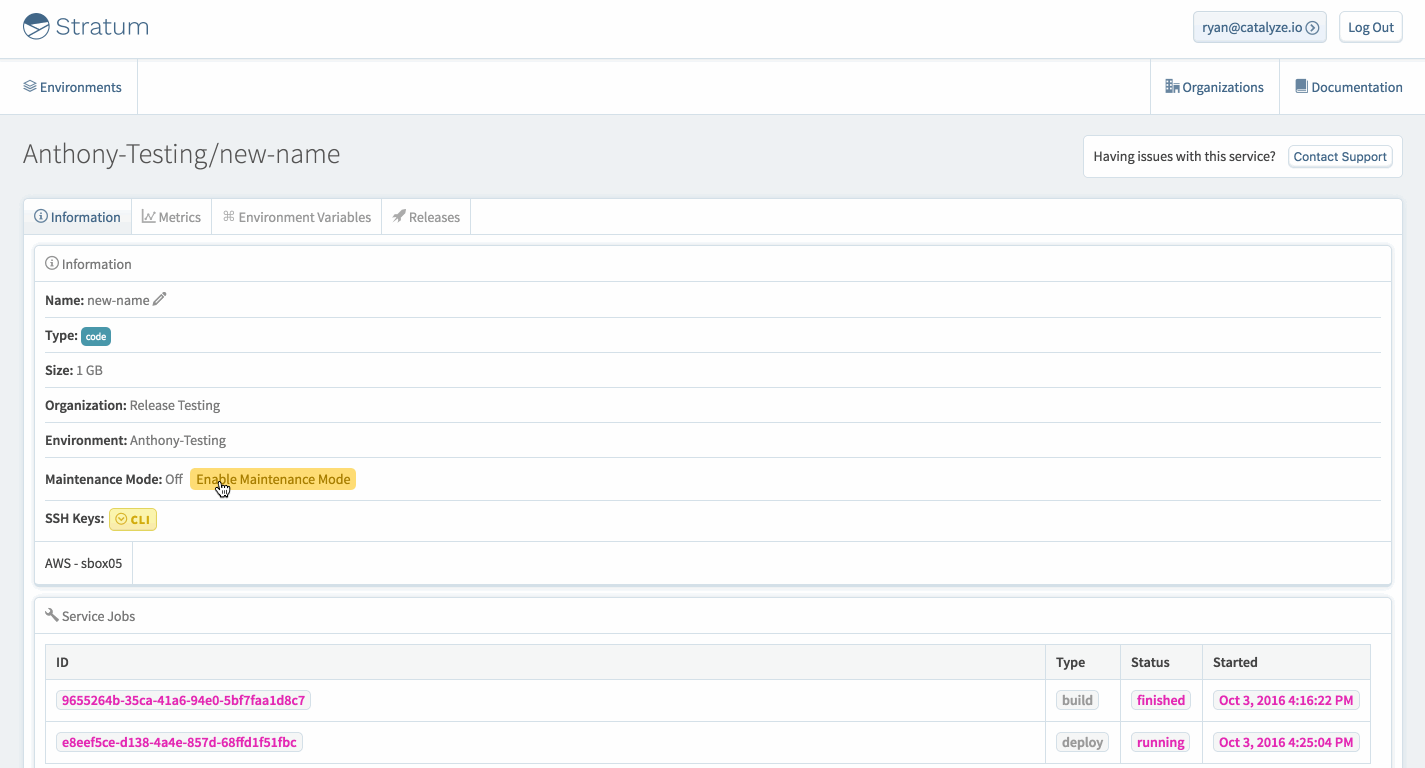 Stratum
ryan@catalyze.io Log Out
Environments Organizations Documentation
Anthony-Testing/new-name
Having issues with this service? Contact Support
Information Metrics Environment Variables Releases
Information
Name: new-name
Type: code
Size: 1 GB
Organization: Release Testing
Environment: Anthony-Testing
Maintenance Mode: Off Enable Maintenance Mode
SSH Keys: CLI
AWS - sbox05
Service Jobs
ID Type Status Started
9655264b-35ca-41a6-94e0-5bf7faa1d8c7 build finished Oct 3, 2016 4:16:22 PM
e8eef5ce-d138-4a4e-857d-68ffd1f51fbc deploy running Oct 3, 2016 4:25:04 PM